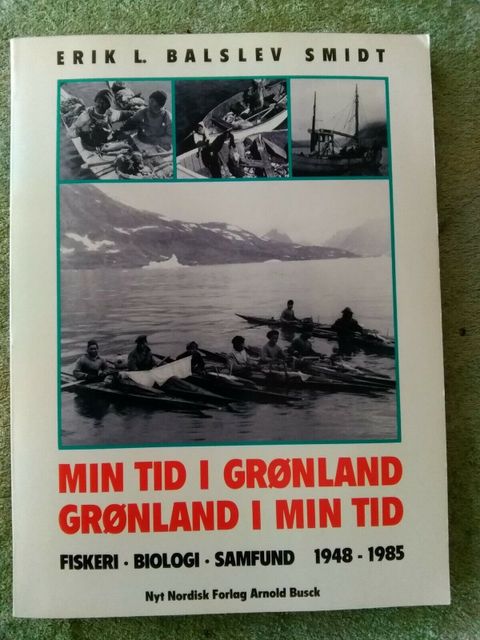 ERIK L. BALSLEV SMIDT
MIN TID I GRØNLAND
GRØNLAND I MIN TID
FISKERI · BIOLOGI · SAMFUND 1948 - 1985
Nyt Nordisk Forlag Arnold Busck